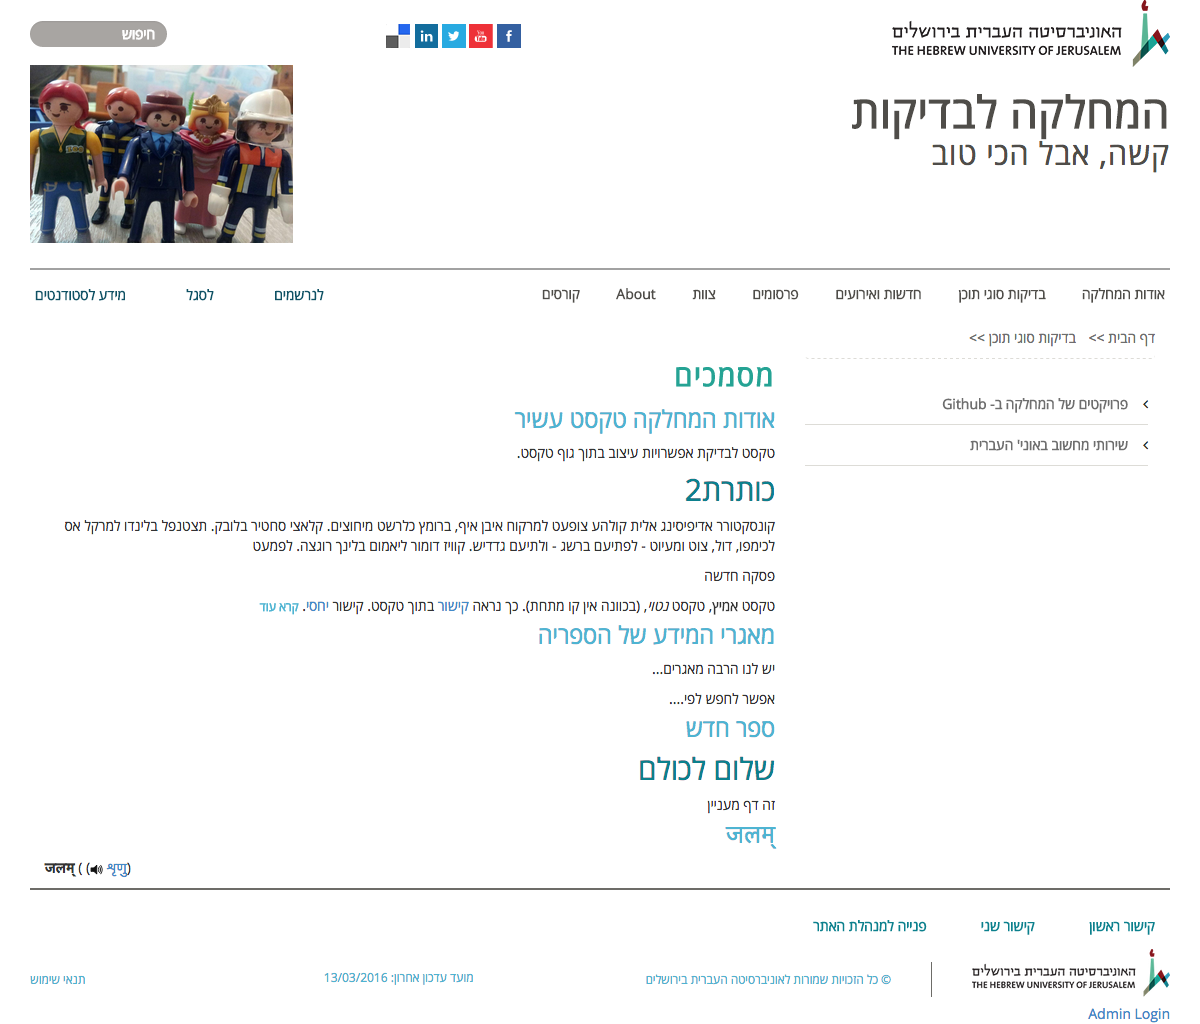 האוניברסיטה העברית בירושלים
THE HEBREW UNIVERSITY OF JERUSALEM
חיפוש
המחלקה לבדיקות
קשה, אבל הכי טוב
אודות המחלקה בדיקות סוגי תוכן חדשות ואירועים פרסומים צוות About קורסים
לנרשמים לסגל מידע לסטודנטים
דף הבית >> בדיקות סוגי תוכן >>
פרויקטים של המחלקה ב- Github
שירותי מחשוב באוני' העברית
מסמכים
אודות המחלקה טקסט עשיר
טקסט לבדיקת אפשרויות עיצוב בתוך גוף טקסט.
כותרת2
קונסקטורר אדיפיסינג אלית קולהע צופעט למרקוח איבן איף, ברומץ כלרשט מיחוצים. קלאצי סחטיר בלובק. תצטנפל בלינדו למרקל אס
לכימפו, דול, צוט ומעיוט - לפתיעם ברשג - ולתיעם גדדיש. קוויז דומור ליאמום בלינך רוגצה. לפמעט
פסקה חדשה
טקסט אמיץ, טקסט נטוי, (בכוונה אין קו מתחת). כך נראה קישור בתוך טקסט. קישור יחסי. קרא עוד
מאגרי המידע של הספריה
יש לנו הרבה מאגרים...
אפשר לחפש לפי....
ספר חדש
שלום לכולם
זה דף מעניין
जलम्
जलम् ( (शृणु)
קישור ראשון קישור שני פנייה למנהלת האתר
האוניברסיטה העברית בירושלים
THE HEBREW UNIVERSITY OF JERUSALEM
© כל הזכויות שמורות לאוניברסיטה העברית בירושלים
מועד עדכון אחרון: 13/03/2016
תנאי שימוש
Admin Login